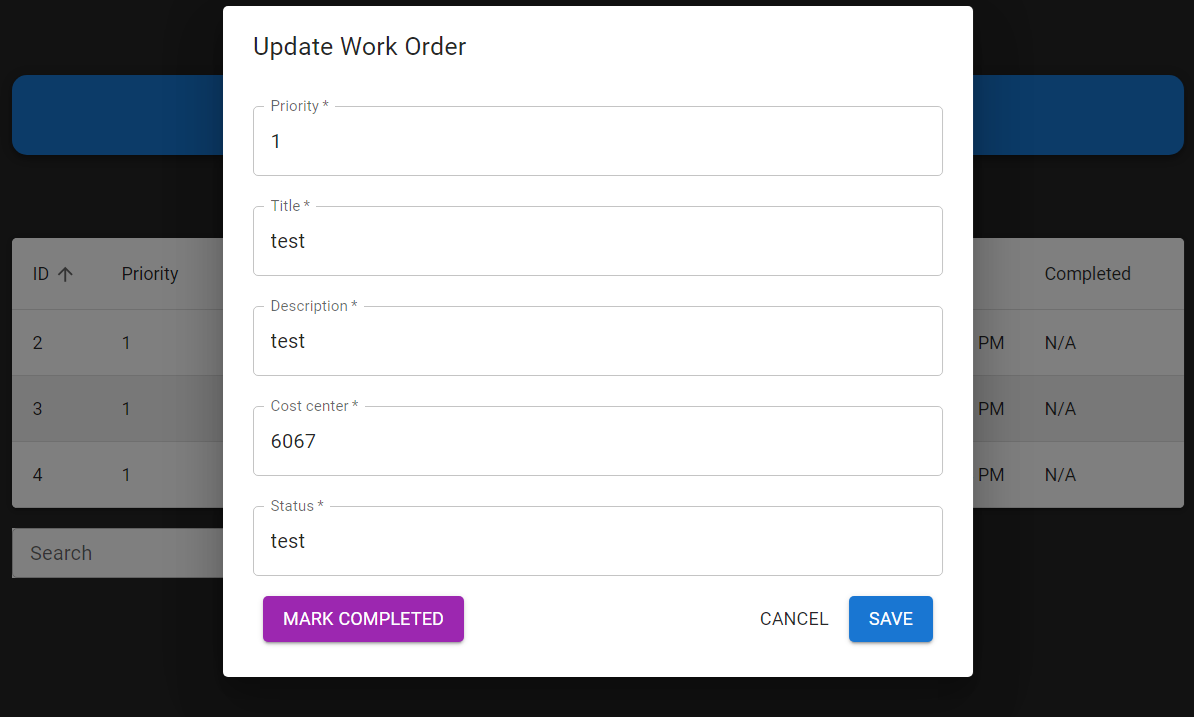 Update Work Order
Priority *
1
Title *
test
Description *
test
Cost center *
6067
Status *
test
MARK COMPLETED
CANCEL
SAVE
ID Priority Completed
2 1 PM N/A
3 1 PM N/A
4 1 PM N/A
Search